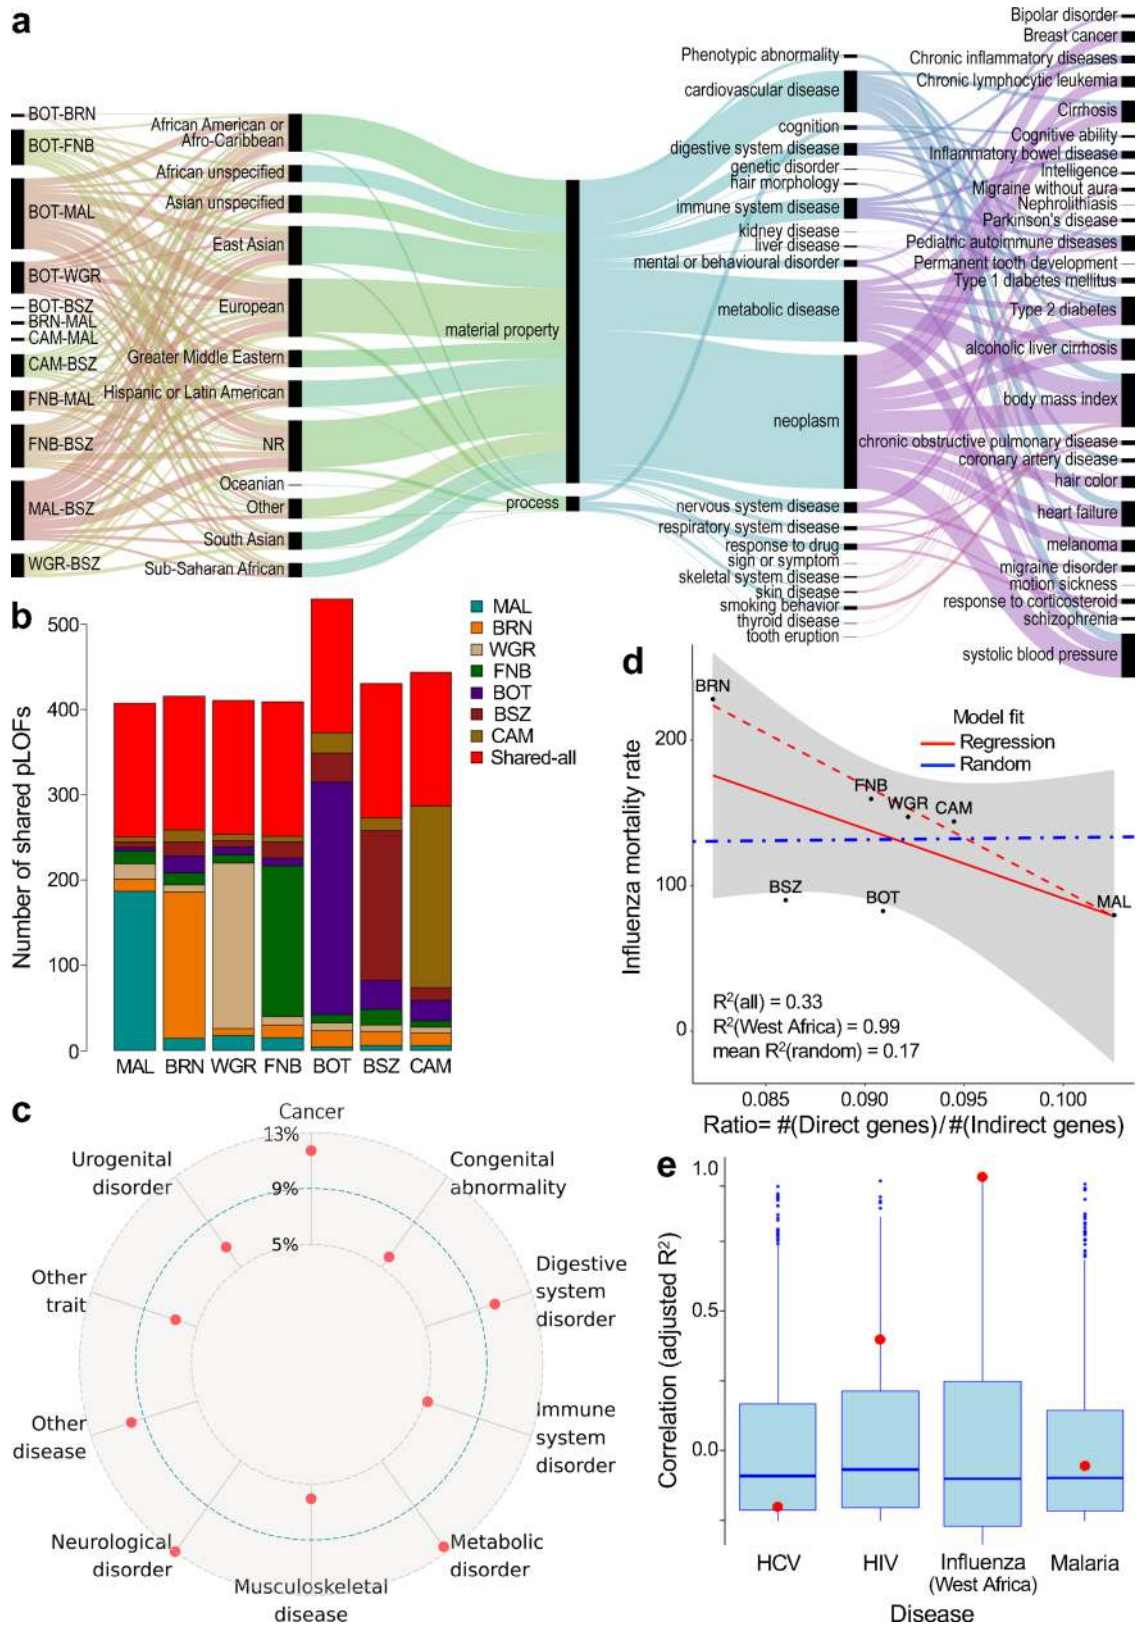 a
BOT-BRN
BOT-FNB
BOT-MAL
BOT-WGR
BOT-BSZ
BRN-MAL
CAM-MAL
CAM-BSZ
FNB-MAL
FNB-BSZ
MAL-BSZ
WGR-BSZ
African American or
Afro-Caribbean
African unspecified
Asian unspecified
East Asian
European
Greater Middle Eastern
Hispanic or Latin American
NR
Oceanian
Other
South Asian
Sub-Saharan African
material property
process
Phenotypic abnormality
cardiovascular disease
cognition
digestive system disease
genetic disorder
hair morphology
immune system disease
kidney disease
liver disease
mental or behavioural disorder
metabolic disease
neoplasm
nervous system disease
respiratory system disease
response to drug
sign or symptom
skeletal system disease
skin disease
smoking behavior
thyroid disease
tooth eruption
Bipolar disorder
Breast cancer
Chronic inflammatory diseases
Chronic lymphocytic leukemia
Cirrhosis
Cognitive ability
Inflammatory bowel disease
Intelligence
Migraine without aura
Nephrolithiasis
Parkinson's disease
Pediatric autoimmune diseases
Permanent tooth development
Type 1 diabetes mellitus
Type 2 diabetes
alcoholic liver cirrhosis
body mass index
chronic obstructive pulmonary disease
coronary artery disease
hair color
heart failure
melanoma
migraine disorder
motion sickness
response to corticosteroid
schizophrenia
systolic blood pressure
b
Number of shared pLOFs
500
400
300
200
100
0
MAL BRN WGR FNB BOT BSZ CAM
MAL
BRN
WGR
FNB
BOT
BSZ
CAM
Shared-all
c
Cancer
13%
9%
5%
Congenital
abnormality
Digestive
system
disorder
Immune
system
disorder
Metabolic
disorder
Musculoskeletal
disease
Neurological
disorder
Other
disease
Other
trait
Urogenital
disorder
d
Influenza mortality rate
200
100
0
BRN
FNB
WGR
CAM
BSZ
BOT
MAL
Model fit
Regression
Random
R²(all) = 0.33
R²(West Africa) = 0.99
mean R²(random) = 0.17
0.085 0.090 0.095 0.100
Ratio= #(Direct genes)/#(Indirect genes)
e
Correlation (adjusted R²)
1.0
0.5
0.0
HCV HIV Influenza Malaria
(West Africa)
Disease